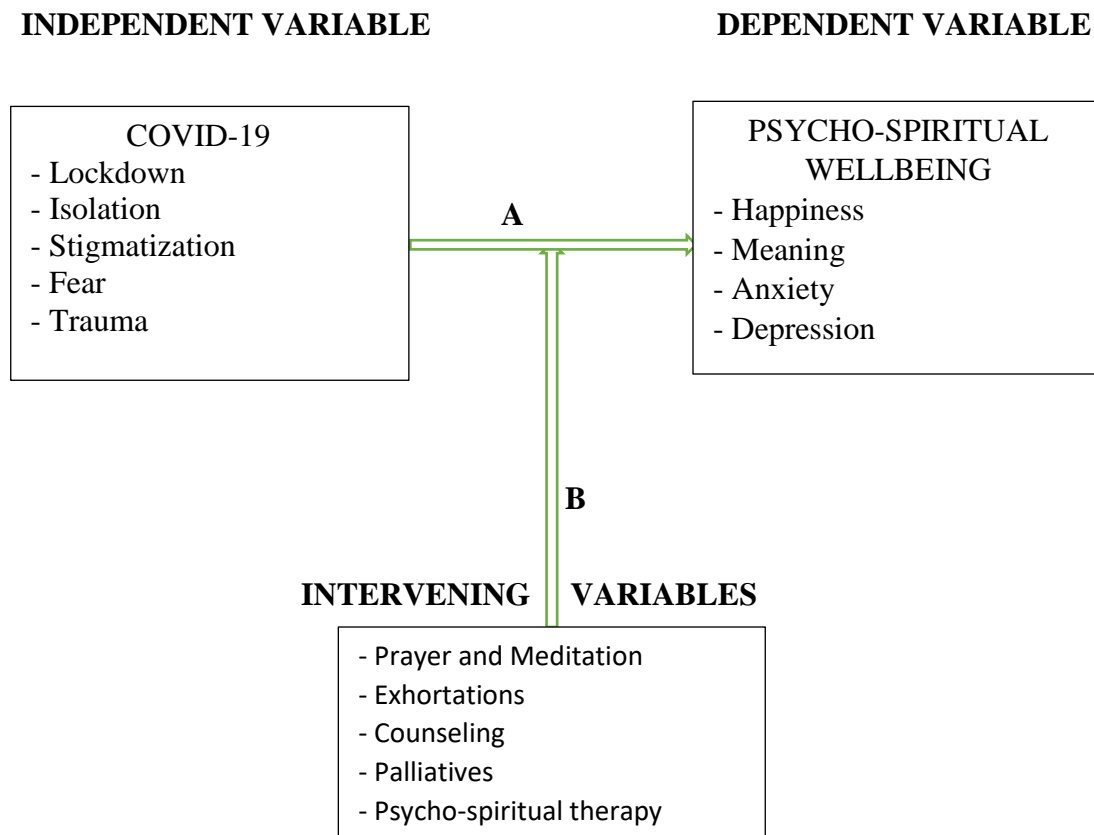 INDEPENDENT VARIABLE
DEPENDENT VARIABLE
COVID-19
- Lockdown
- Isolation
- Stigmatization
- Fear
- Trauma
A
PSYCHO-SPIRITUAL
WELLBEING
- Happiness
- Meaning
- Anxiety
- Depression
B
INTERVENING VARIABLES
- Prayer and Meditation
- Exhortations
- Counseling
- Palliatives
- Psycho-spiritual therapy